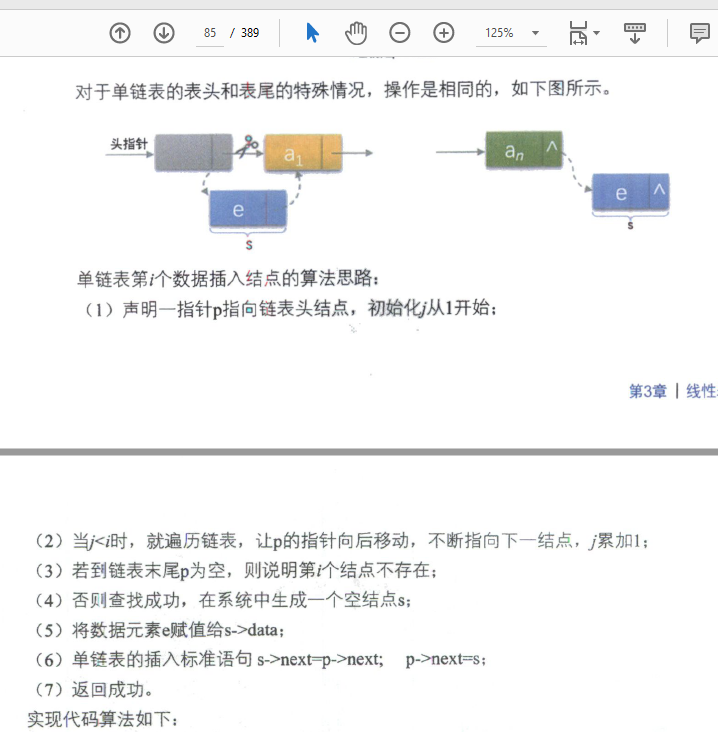 85 / 389
125%
对于单链表的表头和表尾的特殊情况，操作是相同的，如下图所示。
头指针
a1
an ^
e
e ^
s
s
单链表第i个数据插入结点的算法思路：
（1）声明一指针p指向链表头结点，初始化j从1开始；
第3章 | 线性
（2）当j<i时，就遍历链表，让p的指针向后移动，不断指向下一结点，j累加1；
（3）若到链表末尾p为空，则说明第i个结点不存在；
（4）否则查找成功，在系统中生成一个空结点s；
（5）将数据元素e赋值给s->data；
（6）单链表的插入标准语句 s->next=p->next; p->next=s；
（7）返回成功。
实现代码算法如下：